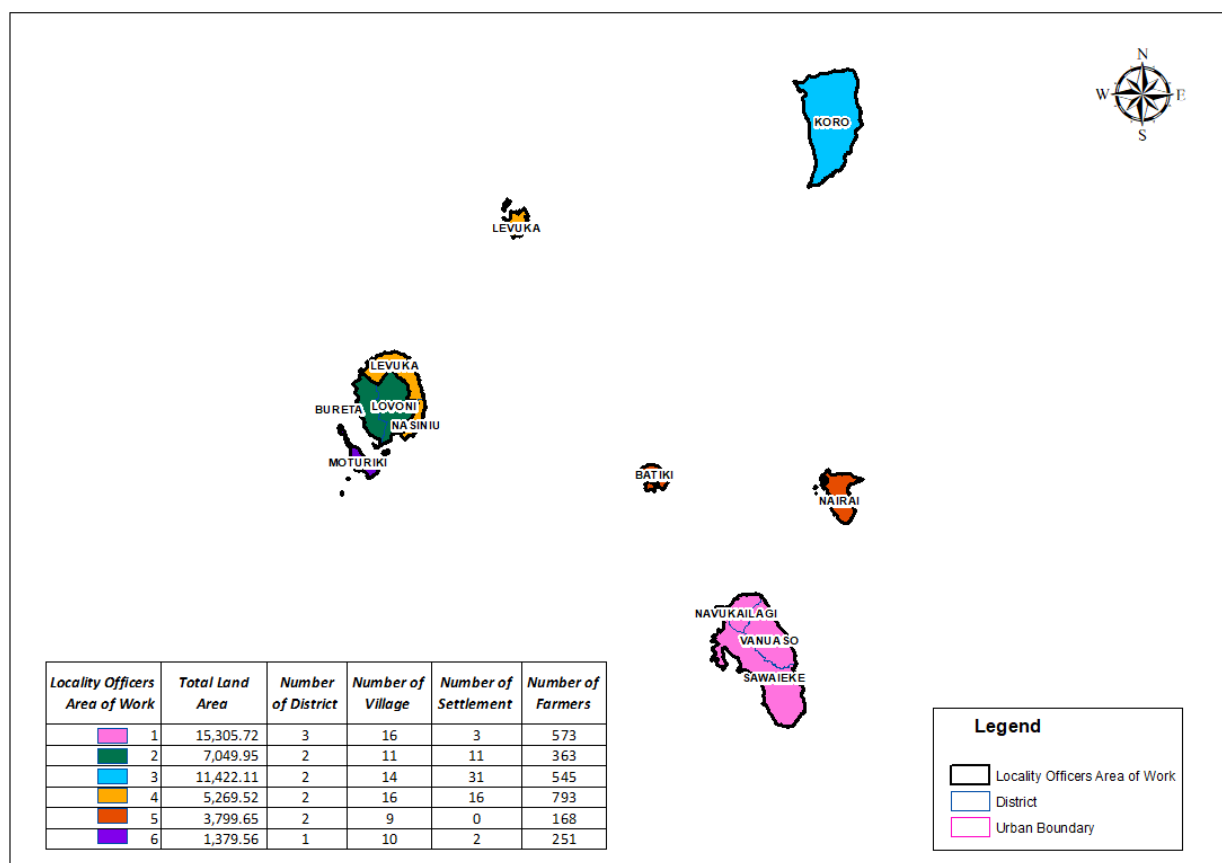 N
W E
S
KORO
LEVUKA
LEVUKA
BURETA
LOVONI
NASINIU
MOTURIKI
BATIKI
NAIRAI
NAVUKAILAGI
VANUASO
SAWAIEKE
Locality Officers Area of Work Total Land Area Number of District Number of Village Number of Settlement Number of Farmers
1 15,305.72 3 16 3 573
2 7,049.95 2 11 11 363
3 11,422.11 2 14 31 545
4 5,269.52 2 16 16 793
5 3,799.65 2 9 0 168
6 1,379.56 1 10 2 251
Legend
Locality Officers Area of Work
District
Urban Boundary